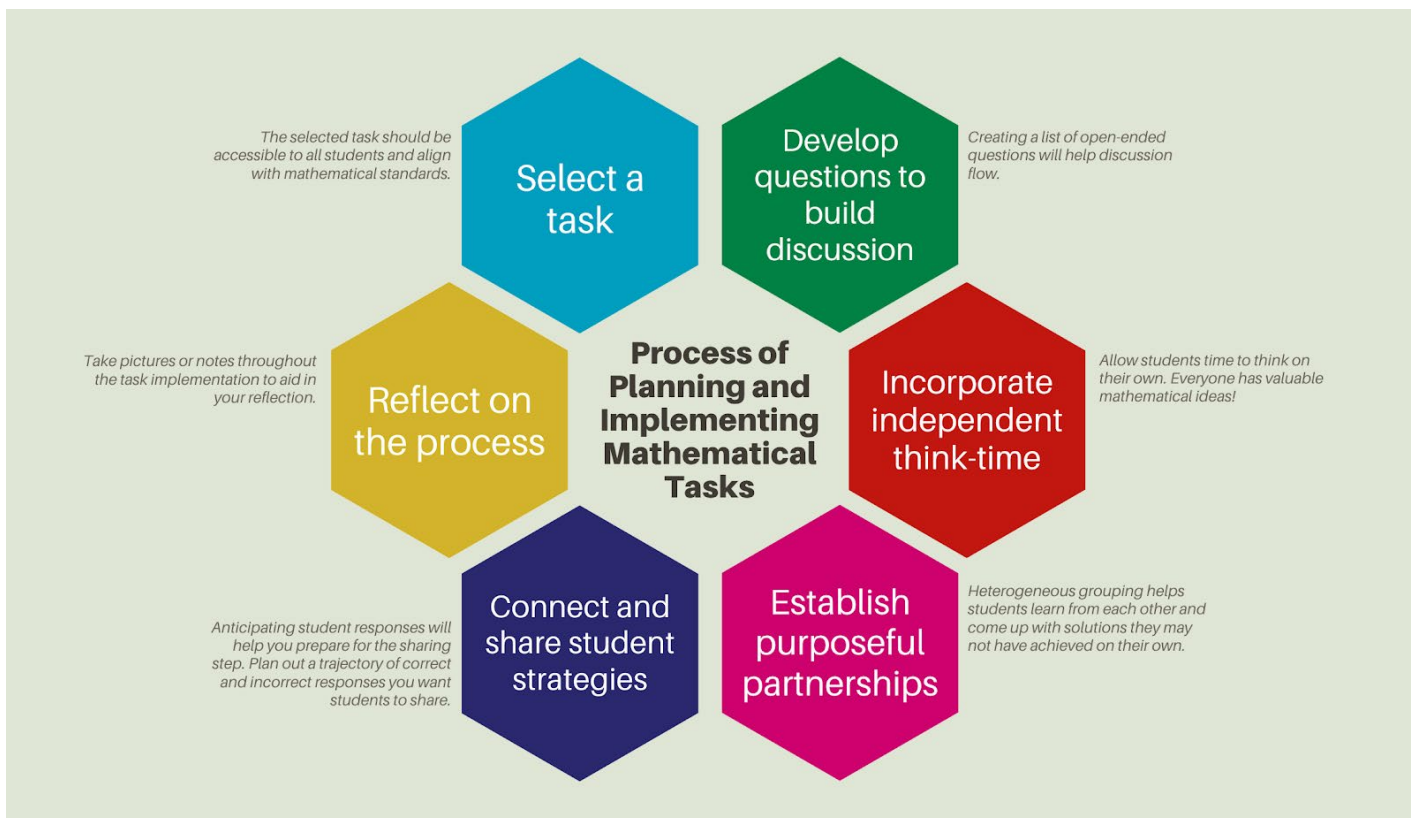 Process of
Planning and
Implementing
Mathematical
Tasks
Select a
task
The selected task should be
accessible to all students and align
with mathematical standards.
Develop
questions to
build
discussion
Creating a list of open-ended
questions will help discussion
flow.
Incorporate
independent
think-time
Allow students time to think on
their own. Everyone has valuable
mathematical ideas!
Establish
purposeful
partnerships
Heterogeneous grouping helps
students learn from each other and
come up with solutions they may
not have achieved on their own.
Connect and
share student
strategies
Anticipating student responses will
help you prepare for the sharing
step. Plan out a trajectory of correct
and incorrect responses you want
students to share.
Reflect on
the process
Take pictures or notes throughout
the task implementation to aid in
your reflection.